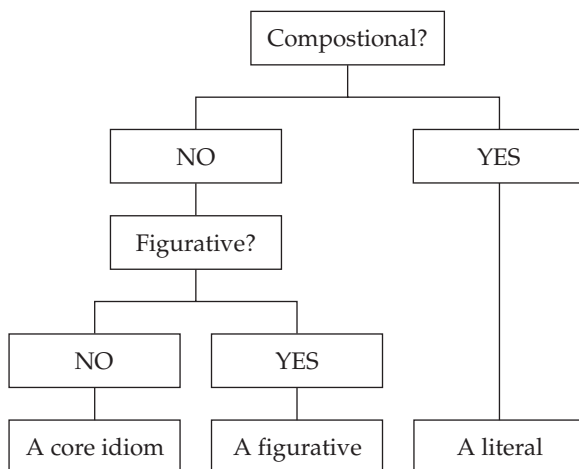 Compostional?
NO
YES
Figurative?
NO
YES
A core idiom
A figurative
A literal